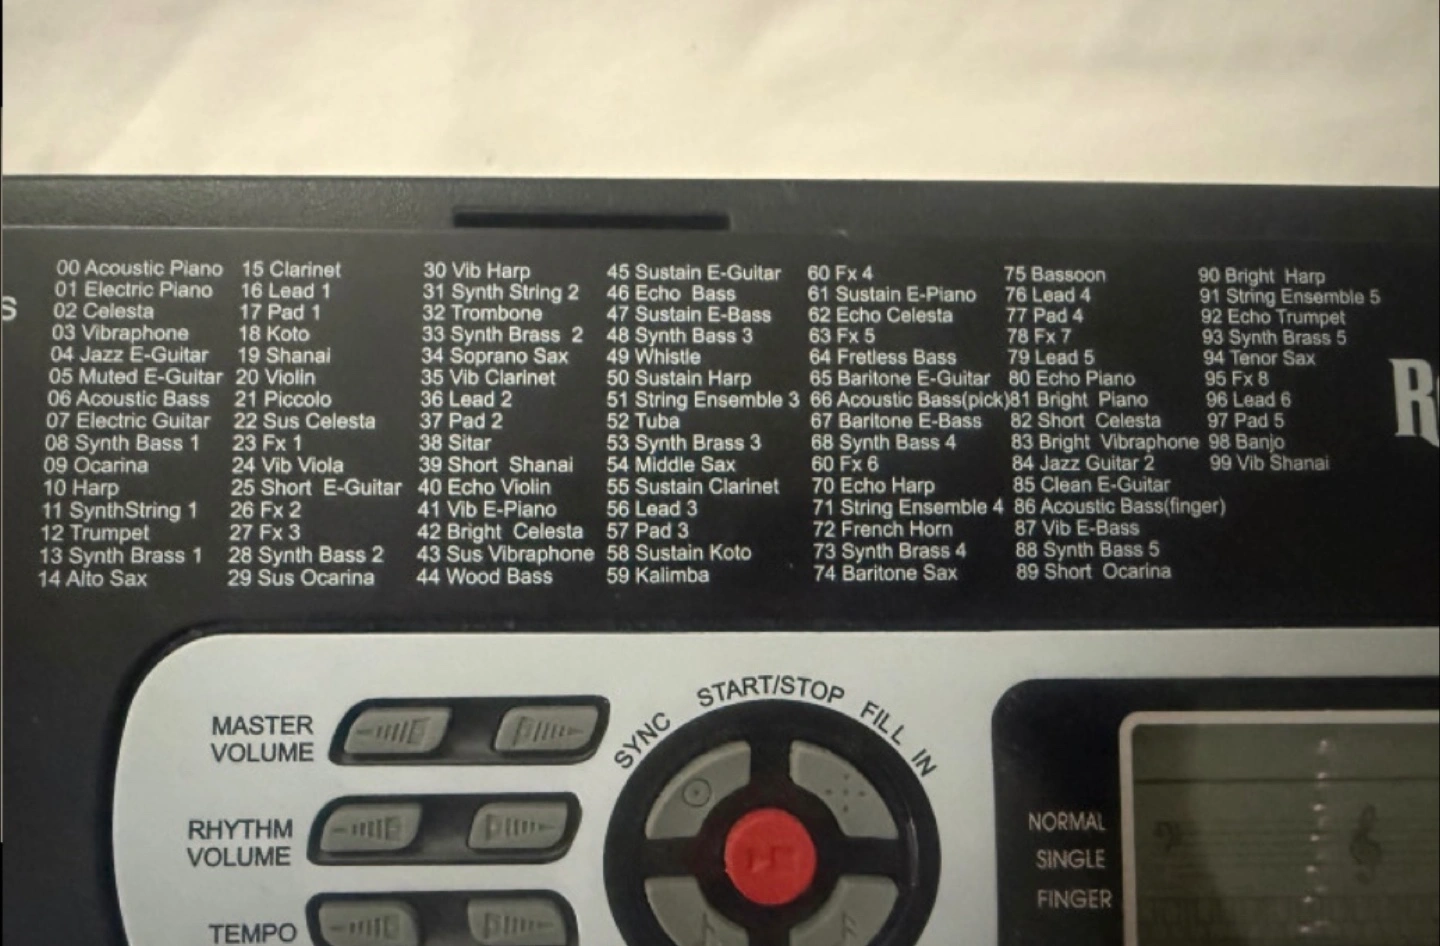 S
00 Acoustic Piano
01 Electric Piano
02 Celesta
03 Vibraphone
04 Jazz E-Guitar
05 Muted E-Guitar
06 Acoustic Bass
07 Electric Guitar
08 Synth Bass 1
09 Ocarina
10 Harp
11 SynthString 1
12 Trumpet
13 Synth Brass 1
14 Alto Sax
15 Clarinet
16 Lead 1
17 Pad 1
18 Koto
19 Shanai
20 Violin
21 Piccolo
22 Sus Celesta
23 Fx 1
24 Vib Viola
25 Short E-Guitar
26 Fx 2
27 Fx 3
28 Synth Bass 2
29 Sus Ocarina
30 Vib Harp
31 Synth String 2
32 Trombone
33 Synth Brass 2
34 Soprano Sax
35 Vib Clarinet
36 Lead 2
37 Pad 2
38 Sitar
39 Short Shanai
40 Echo Violin
41 Vib E-Piano
42 Bright Celesta
43 Sus Vibraphone
44 Wood Bass
45 Sustain E-Guitar
46 Echo Bass
47 Sustain E-Bass
48 Synth Bass 3
49 Whistle
50 Sustain Harp
51 String Ensemble 3
52 Tuba
53 Synth Brass 3
54 Middle Sax
55 Sustain Clarinet
56 Lead 3
57 Pad 3
58 Sustain Koto
59 Kalimba
60 Fx 4
61 Sustain E-Piano
62 Echo Celesta
63 Fx 5
64 Fretless Bass
65 Baritone E-Guitar
66 Acoustic Bass(pick)
67 Baritone E-Bass
68 Synth Bass 4
60 Fx 6
70 Echo Harp
71 String Ensemble 4
72 French Horn
73 Synth Brass 4
74 Baritone Sax
75 Bassoon
76 Lead 4
77 Pad 4
78 Fx 7
79 Lead 5
80 Echo Piano
81 Bright Piano
82 Short Celesta
83 Bright Vibraphone
84 Jazz Guitar 2
85 Clean E-Guitar
86 Acoustic Bass(finger)
87 Vib E-Bass
88 Synth Bass 5
89 Short Ocarina
90 Bright Harp
91 String Ensemble 5
92 Echo Trumpet
93 Synth Brass 5
94 Tenor Sax
95 Fx 8
96 Lead 6
97 Pad 5
98 Banjo
99 Vib Shanai
MASTER
VOLUME
RHYTHM
VOLUME
TEMPO
SYNC
START/STOP
FILL IN
NORMAL
SINGLE
FINGER